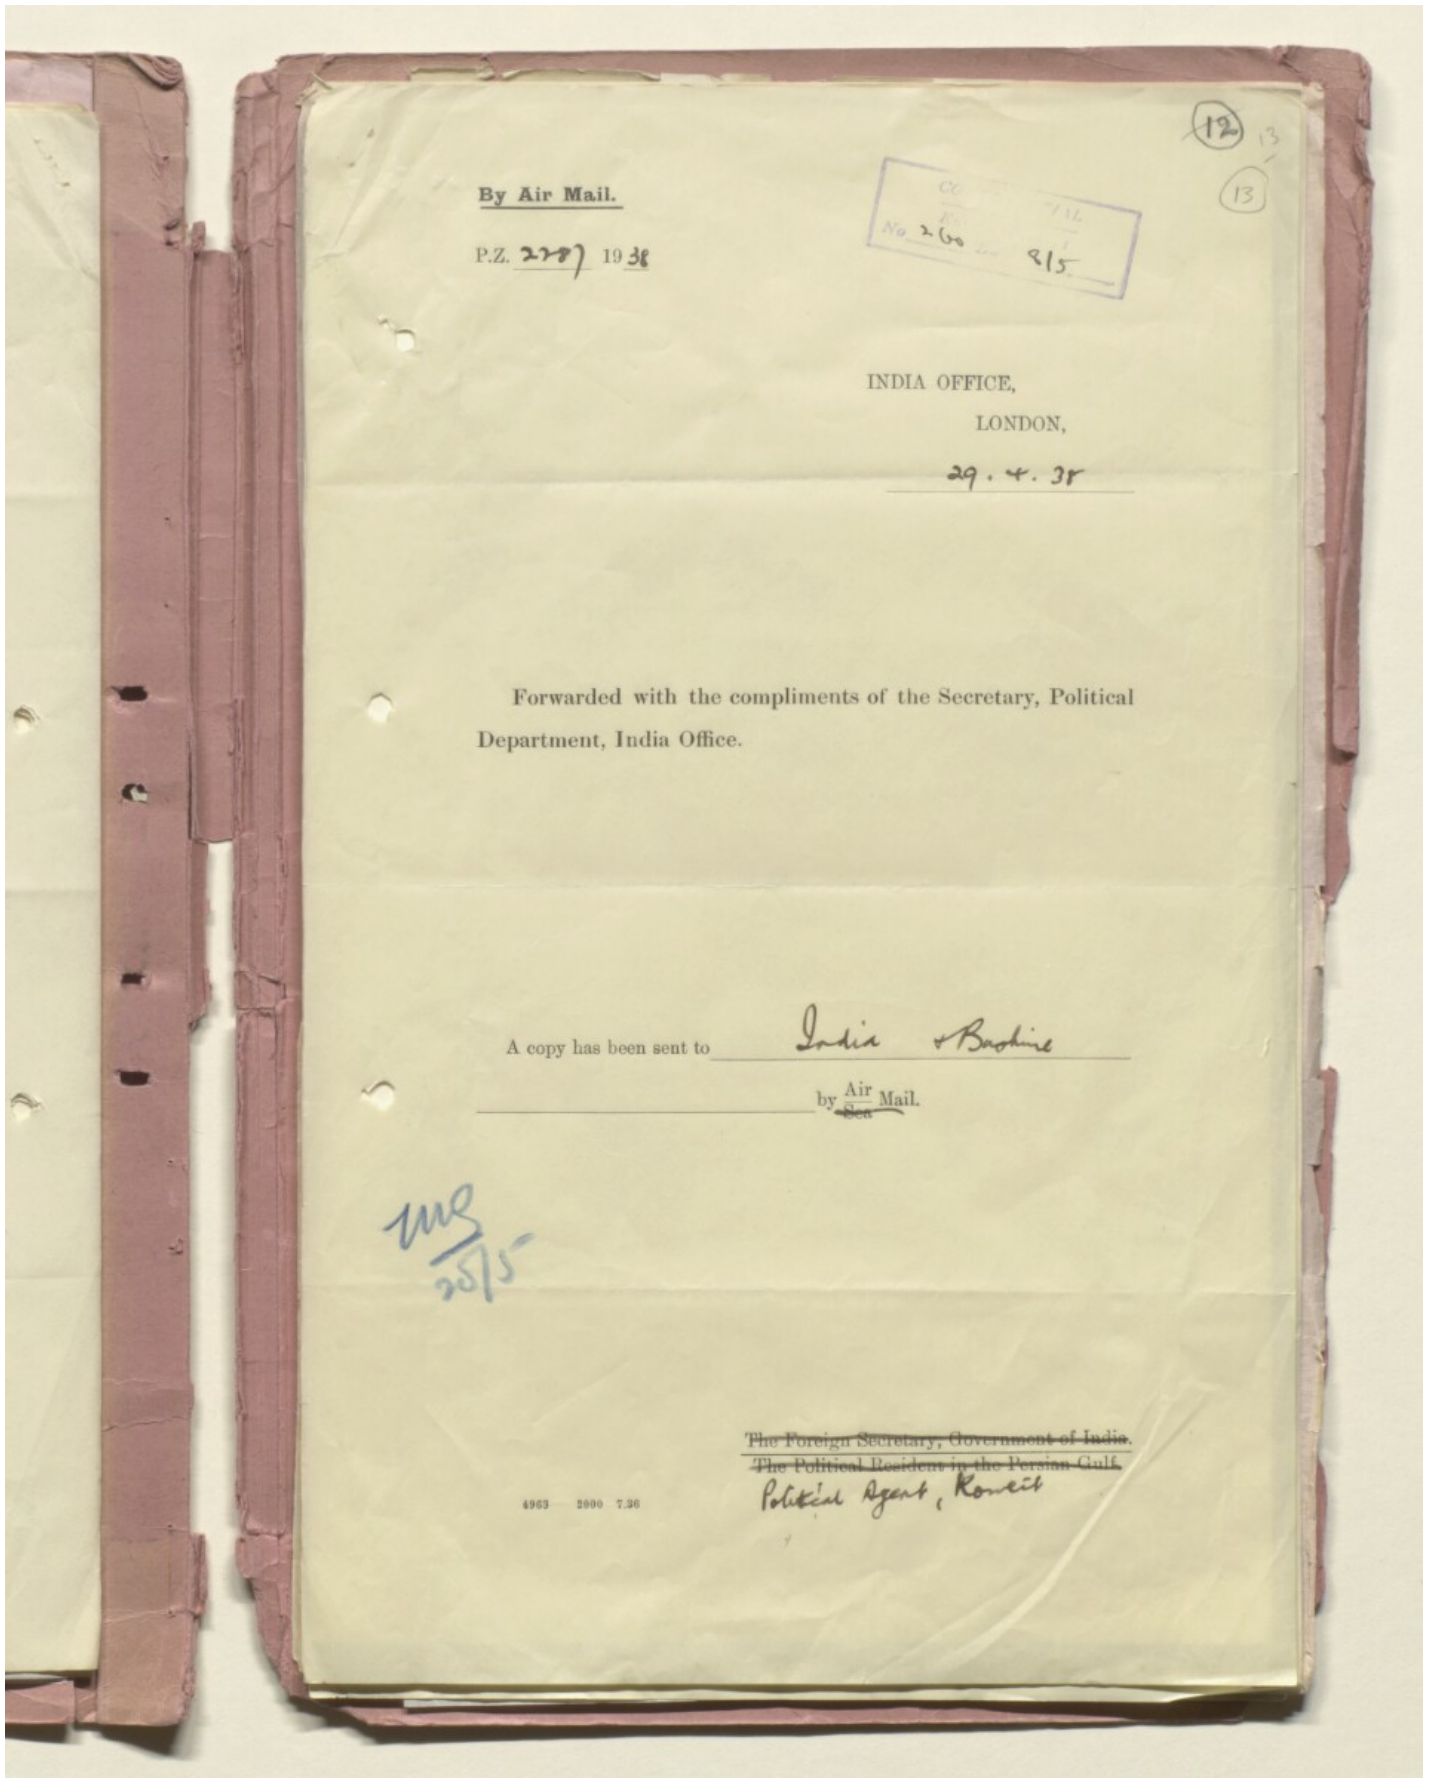 12
13
13
By Air Mail.
P.Z. 2287 1938
No 260
8/5
INDIA OFFICE,
LONDON,
29.4.38
Forwarded with the compliments of the Secretary, Political
Department, India Office.
A copy has been sent to India & Bushire
by Air
Sea Mail.
25/5
The Foreign Secretary, Government of India.
The Political Resident in the Persian Gulf.
Political Agent, Koweit
4963 2000 7.36